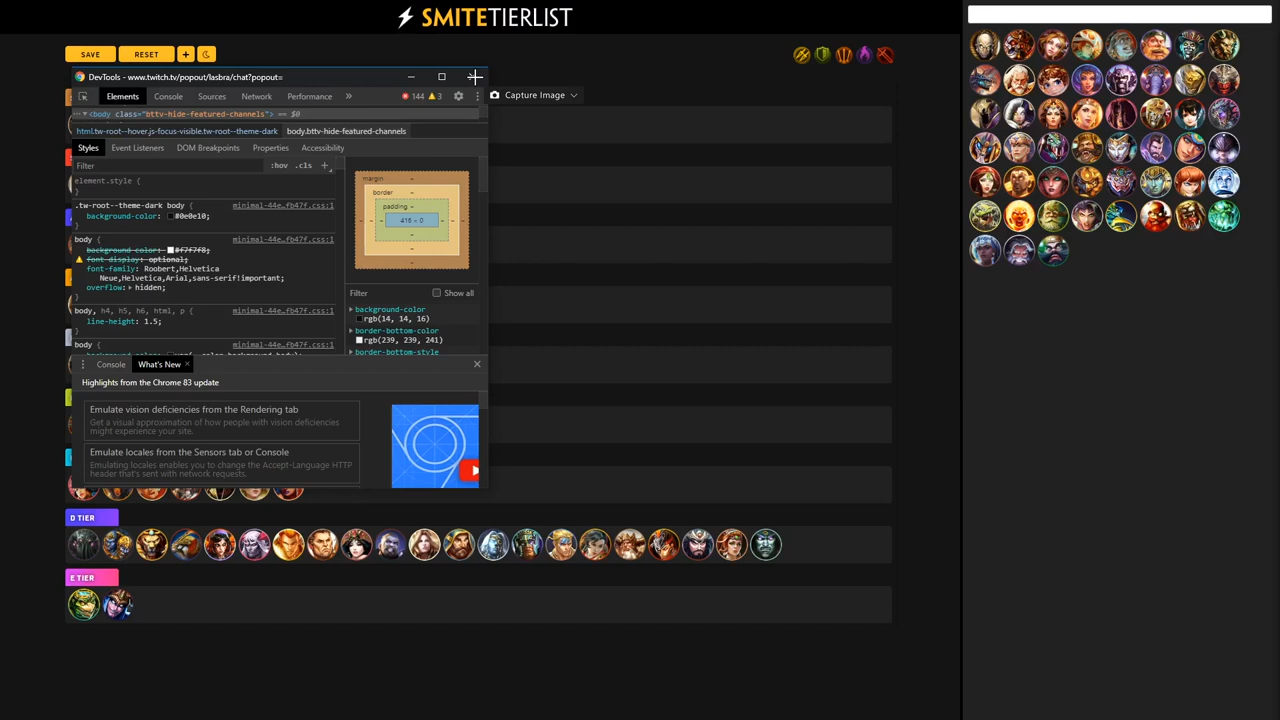 SMITETIERLIST
SAVE
RESET
+
DevTools - www.twitch.tv/popout/lasbra/chat?popout=
Elements
Console
Sources
Network
Performance
»
144
3
Capture Image
<body class="bttv-hide-featured-channels"> == $0
html.tw-root--hover.js-focus-visible.tw-root--theme-dark
body.bttv-hide-featured-channels
Styles
Event Listeners
DOM Breakpoints
Properties
Accessibility
Filter
:hov
.cls
+
element.style {
}
.tw-root--theme-dark body {
minimal-44e…fb47f.css:1
background-color: #0e0e10;
}
body {
minimal-44e…fb47f.css:1
background-color: #f7f7f8;
font-display: optional;
font-family: Roobert,Helvetica
Neue,Helvetica,Arial,sans-serif!important;
overflow: hidden;
}
body, h4, h5, h6, html, p {
minimal-44e…fb47f.css:1
line-height: 1.5;
}
body {
minimal-44e…fb47f.css:1
margin
-
border
-
padding
-
416 × 0
Filter
Show all
background-color
rgb(14, 14, 16)
border-bottom-color
rgb(239, 239, 241)
border-bottom-style
Console
What's New
Highlights from the Chrome 83 update
Emulate vision deficiencies from the Rendering tab
Get a visual approximation of how people with vision deficiencies
might experience your site.
Emulate locales from the Sensors tab or Console
Emulating locales enables you to change the Accept-Language HTTP
header that's sent with network requests.
D TIER
E TIER